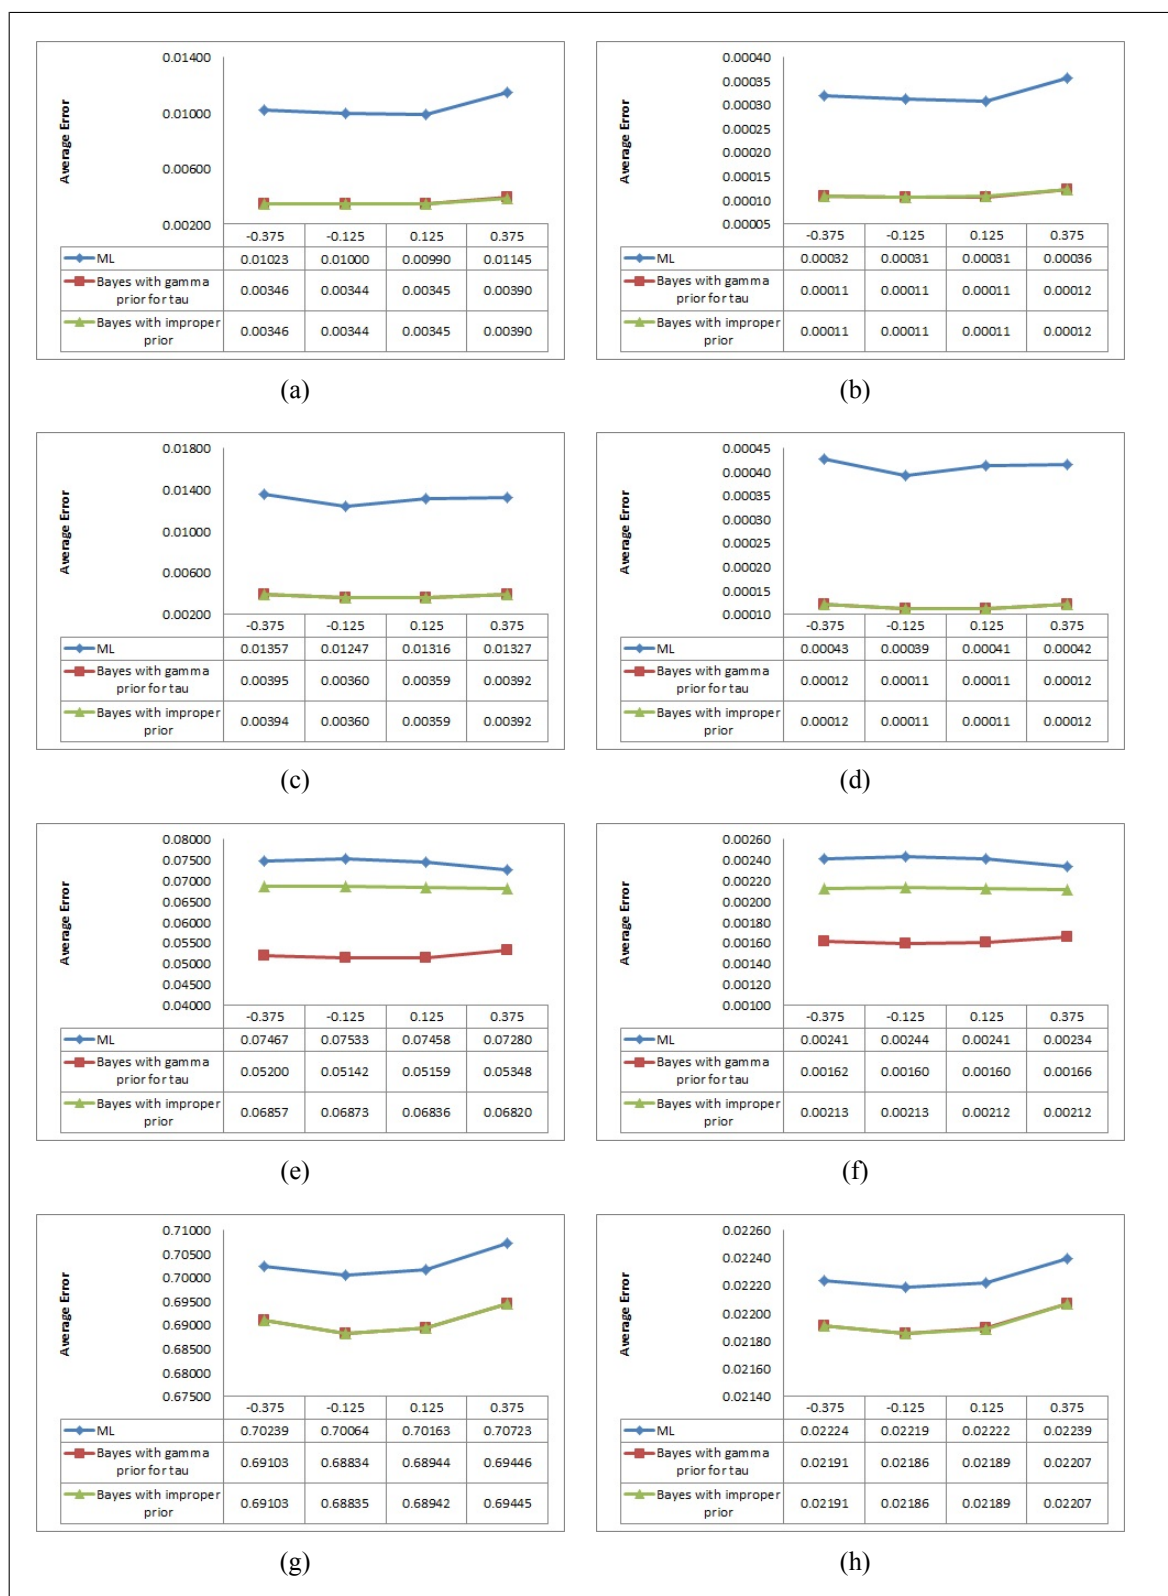 Average Error
0.01400
0.01000
0.00600
0.00200
-0.375 -0.125 0.125 0.375
ML 0.01023 0.01000 0.00990 0.01145
Bayes with gamma
prior for tau 0.00346 0.00344 0.00345 0.00390
Bayes with improper
prior 0.00346 0.00344 0.00345 0.00390
(a)
Average Error
0.00040
0.00035
0.00030
0.00025
0.00020
0.00015
0.00010
0.00005
-0.375 -0.125 0.125 0.375
ML 0.00032 0.00031 0.00031 0.00036
Bayes with gamma
prior for tau 0.00011 0.00011 0.00011 0.00012
Bayes with improper
prior 0.00011 0.00011 0.00011 0.00012
(b)
Average Error
0.01800
0.01400
0.01000
0.00600
0.00200
-0.375 -0.125 0.125 0.375
ML 0.01357 0.01247 0.01316 0.01327
Bayes with gamma
prior for tau 0.00395 0.00360 0.00359 0.00392
Bayes with improper
prior 0.00394 0.00360 0.00359 0.00392
(c)
Average Error
0.00045
0.00040
0.00035
0.00030
0.00025
0.00020
0.00015
0.00010
-0.375 -0.125 0.125 0.375
ML 0.00043 0.00039 0.00041 0.00042
Bayes with gamma
prior for tau 0.00012 0.00011 0.00011 0.00012
Bayes with improper
prior 0.00012 0.00011 0.00011 0.00012
(d)
Average Error
0.08000
0.07500
0.07000
0.06500
0.06000
0.05500
0.05000
0.04500
0.04000
-0.375 -0.125 0.125 0.375
ML 0.07467 0.07533 0.07458 0.07280
Bayes with gamma
prior for tau 0.05200 0.05142 0.05159 0.05348
Bayes with improper
prior 0.06857 0.06873 0.06836 0.06820
(e)
Average Error
0.00260
0.00240
0.00220
0.00200
0.00180
0.00160
0.00140
0.00120
0.00100
-0.375 -0.125 0.125 0.375
ML 0.00241 0.00244 0.00241 0.00234
Bayes with gamma
prior for tau 0.00162 0.00160 0.00160 0.00166
Bayes with improper
prior 0.00213 0.00213 0.00212 0.00212
(f)
Average Error
0.71000
0.70500
0.70000
0.69500
0.69000
0.68500
0.68000
0.67500
-0.375 -0.125 0.125 0.375
ML 0.70239 0.70064 0.70163 0.70723
Bayes with gamma
prior for tau 0.69103 0.68834 0.68944 0.69446
Bayes with improper
prior 0.69103 0.68835 0.68942 0.69445
(g)
Average Error
0.02260
0.02240
0.02220
0.02200
0.02180
0.02160
0.02140
-0.375 -0.125 0.125 0.375
ML 0.02224 0.02219 0.02222 0.02239
Bayes with gamma
prior for tau 0.02191 0.02186 0.02189 0.02207
Bayes with improper
prior 0.02191 0.02186 0.02189 0.02207
(h)